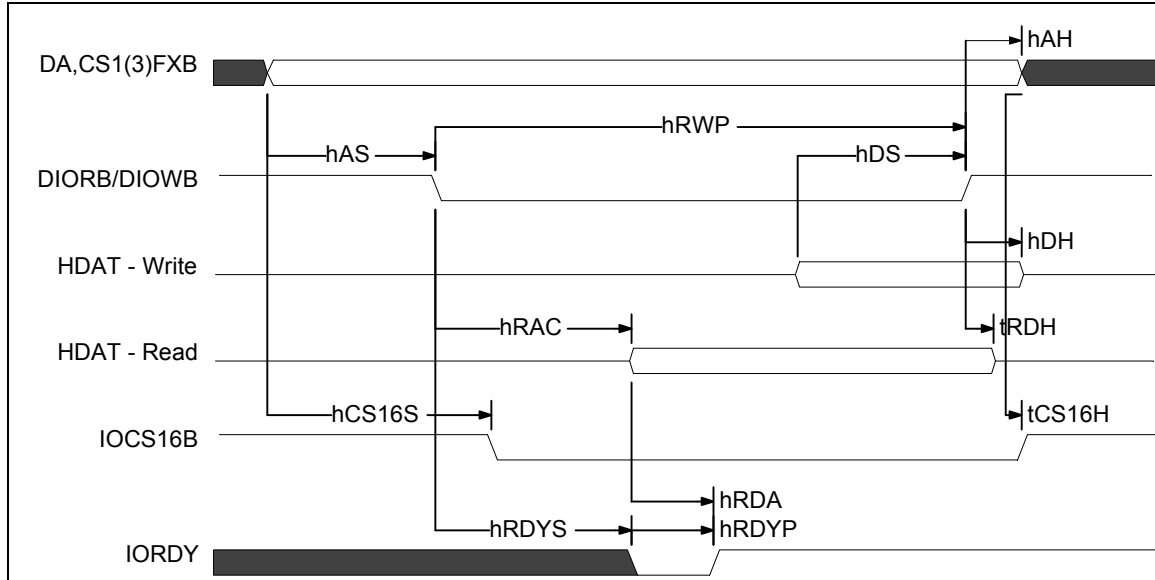 hAH
DA,CS1(3)FXB
hRWP
hAS
hDS
DIORB/DIOWB
hDH
HDAT - Write
hRAC
tRDH
HDAT - Read
hCS16S
tCS16H
IOCS16B
hRDA
hRDYS
hRDYP
IORDY